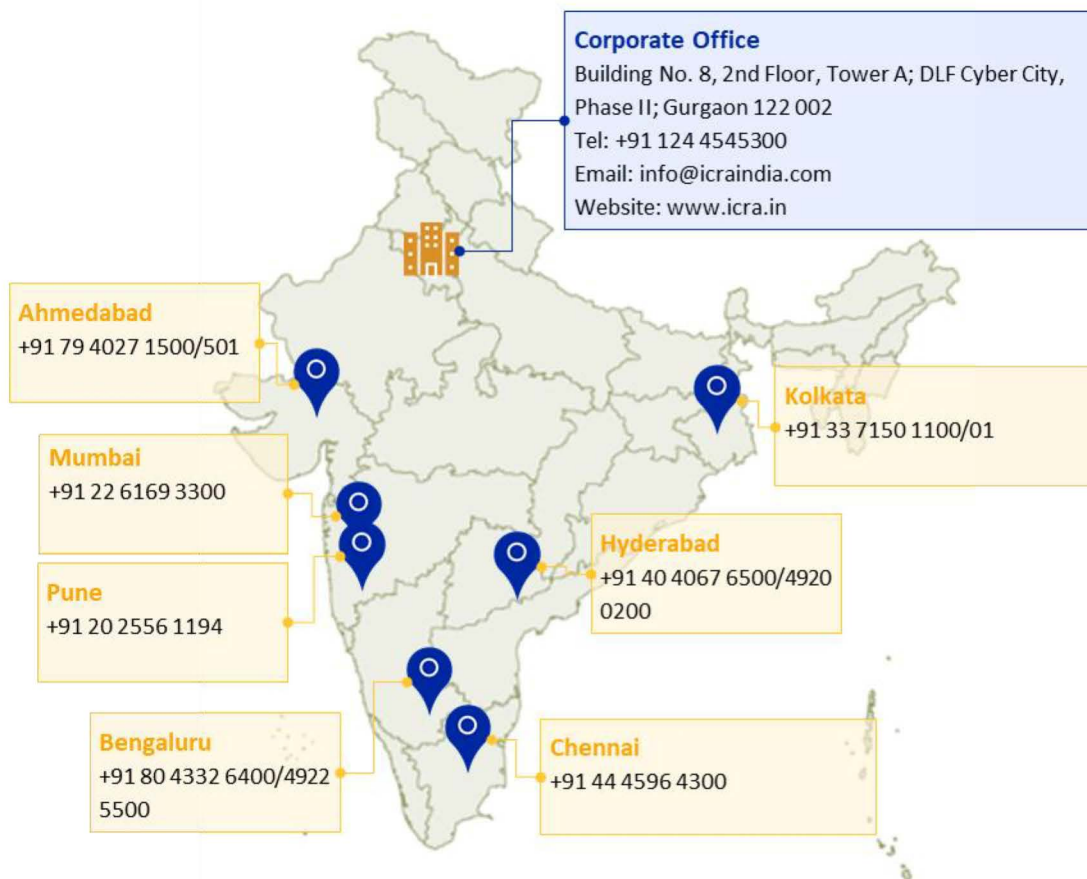 Corporate Office
Building No. 8, 2nd Floor, Tower A; DLF Cyber City,
Phase II; Gurgaon 122 002
Tel: +91 124 4545300
Email: info@icraindia.com
Website: www.icra.in
Ahmedabad
+91 79 4027 1500/501
Kolkata
+91 33 7150 1100/01
Mumbai
+91 22 6169 3300
Hyderabad
+91 40 4067 6500/4920
0200
Pune
+91 20 2556 1194
Bengaluru
+91 80 4332 6400/4922
5500
Chennai
+91 44 4596 4300